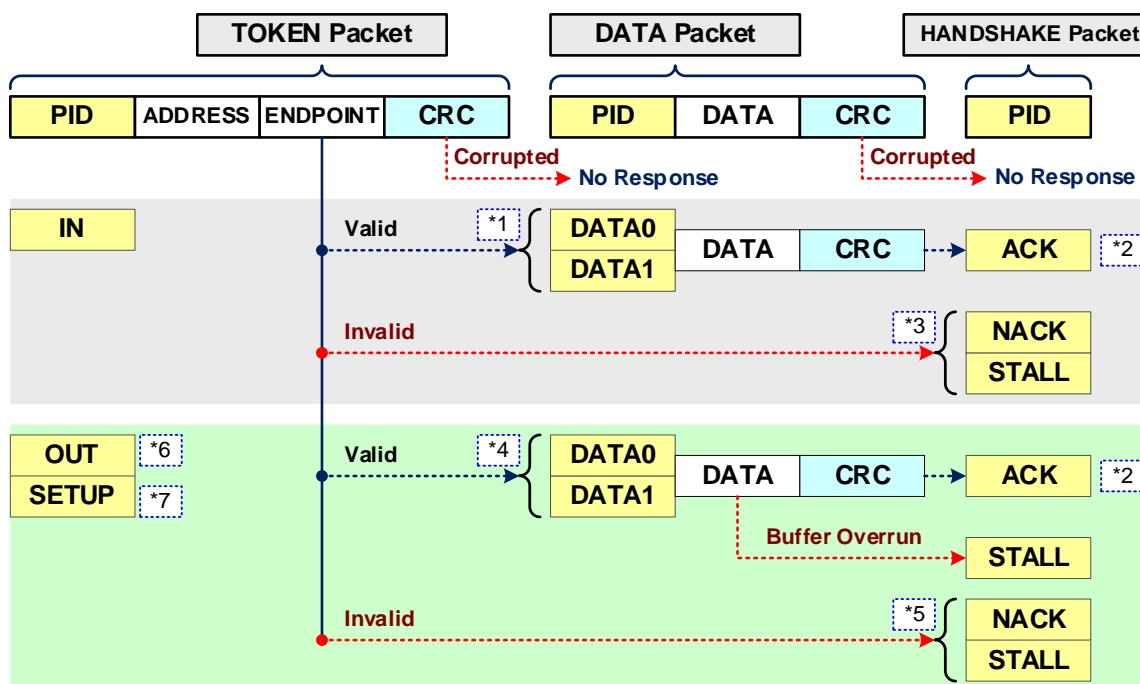 TOKEN Packet
DATA Packet
HANDSHAKE Packet
PID ADDRESS ENDPOINT CRC
PID DATA CRC
PID
Corrupted
No Response
Corrupted
No Response
IN
Valid
*1
DATA0
DATA1
DATA CRC
ACK
*2
Invalid
*3
NACK
STALL
OUT
*6
SETUP
*7
Valid
*4
DATA0
DATA1
DATA CRC
ACK
*2
Buffer Overrun
STALL
Invalid
*5
NACK
STALL